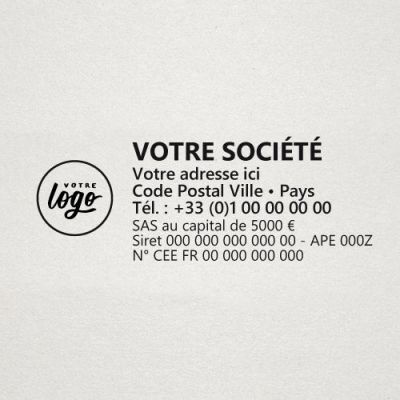 VOTRE
logo
VOTRE SOCIÉTÉ
Votre adresse ici
Code Postal Ville • Pays
Tél. : +33 (0)1 00 00 00 00
SAS au capital de 5000 €
Siret 000 000 000 000 00 - APE 000Z
N° CEE FR 00 000 000 000